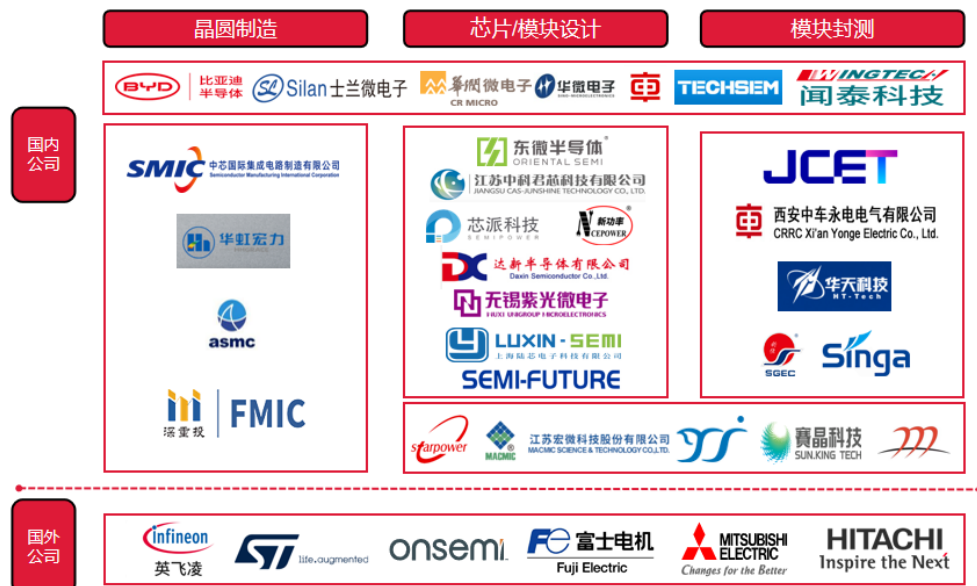 晶圆制造
芯片/模块设计
模块封测
国内
公司
BYD 比亚迪
半导体
SL Silan 士兰微电子
華潤微电子
CR MICRO
华微电子
TECHSEM
WINGTECH
闻泰科技
SMIC 中芯国际集成电路制造有限公司
Semiconductor Manufacturing International Corporation
华虹宏力
asmc
FMIC
东微半导体
ORIENTAL SEMI
江苏中科君芯科技有限公司
JIANGSU CAS-JUNSHINE TECHNOLOGY CO., LTD.
芯派科技
SEMIPOWER
新功率
NCEPOWER
DX 达新半导体有限公司
Daxin Semiconductor Co.,Ltd.
无锡紫光微电子
WUXI UNIGROUP MICROELECTRONICS
LUXIN-SEMI
上海陆芯电子科技有限公司
SEMI-FUTURE
JCET
西安中车永电电气有限公司
CRRC Xi'an Yonge Electric Co., Ltd.
华天科技
HT-Tech
SGEC
Singa
starpower
MACMIC
江苏宏微科技股份有限公司
MACMIC SCIENCE & TECHNOLOGY CO.,LTD.
赛晶科技
SUN.KING TECH
国外
公司
infineon
英飞凌
ST life.augmented
onsemi.
Fe 富士电机
Fuji Electric
MITSUBISHI
ELECTRIC
Changes for the Better
HITACHI
Inspire the Next